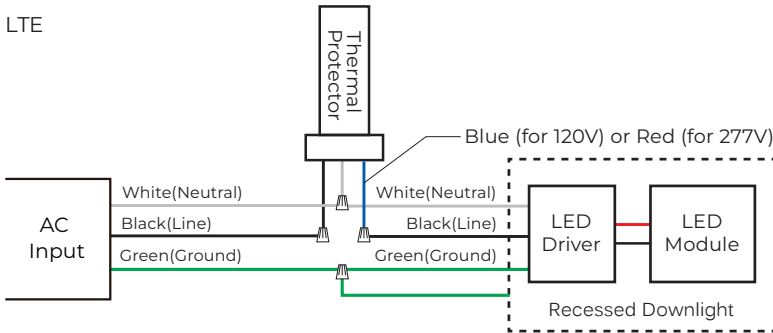 LTE
Thermal
Protector
Blue (for 120V) or Red (for 277V)
White(Neutral)
White(Neutral)
AC
Input
Black(Line)
Black(Line)
LED
Driver
LED
Module
Green(Ground)
Green(Ground)
Recessed Downlight